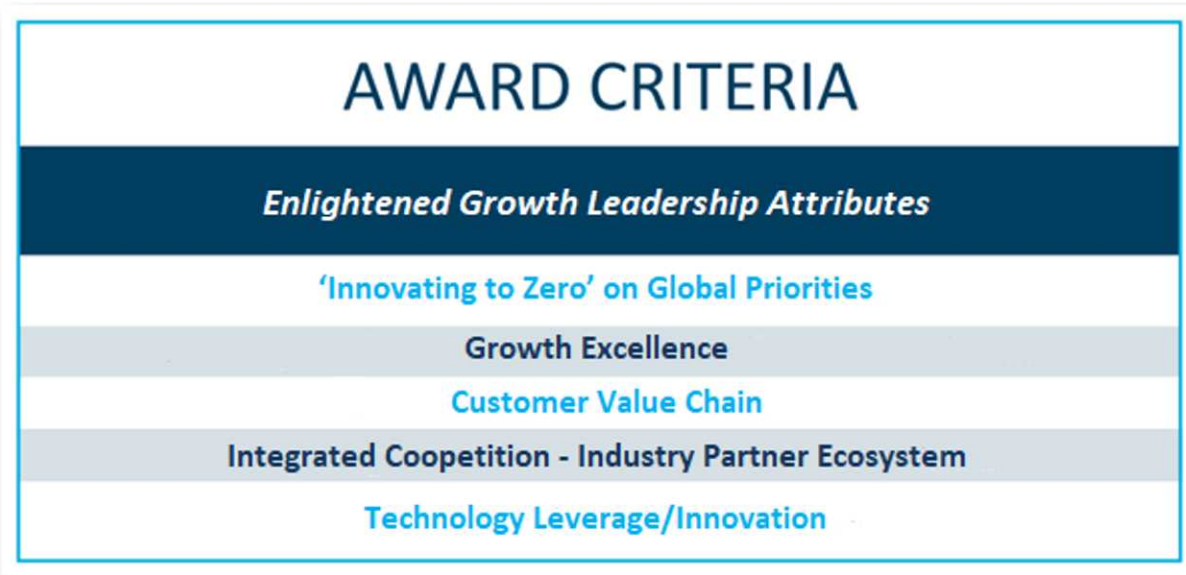 AWARD CRITERIA
Enlightened Growth Leadership Attributes
‘Innovating to Zero’ on Global Priorities
Growth Excellence
Customer Value Chain
Integrated Coopetition - Industry Partner Ecosystem
Technology Leverage/Innovation